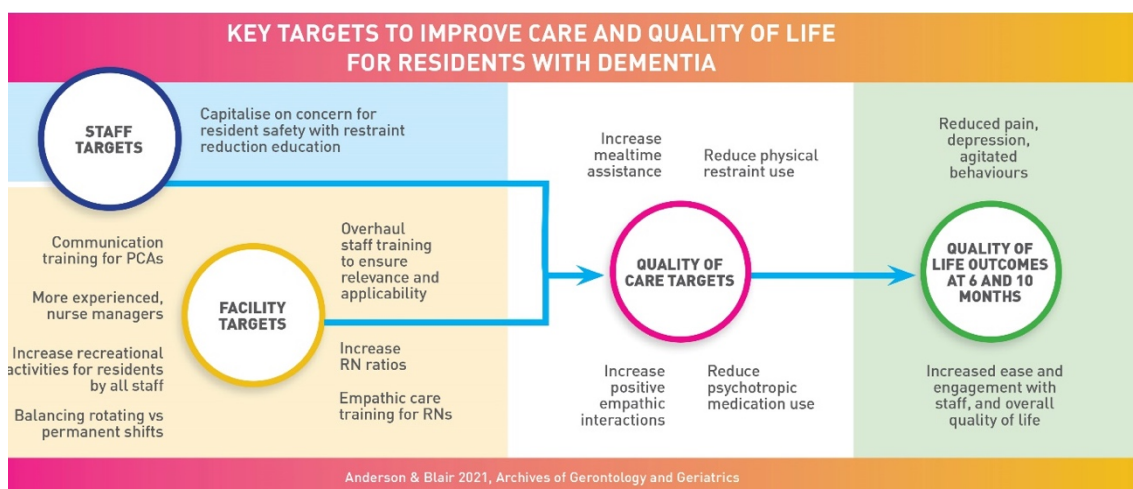 KEY TARGETS TO IMPROVE CARE AND QUALITY OF LIFE
FOR RESIDENTS WITH DEMENTIA
STAFF
TARGETS
Capitalise on concern for
resident safety with restraint
reduction education
Communication
training for PCAs
More experienced,
nurse managers
Increase recreational
activities for residents
by all staff
Balancing rotating vs
permanent shifts
FACILITY
TARGETS
Overhaul
staff training
to ensure
relevance and
applicability
Increase
RN ratios
Empathic care
training for RNs
Increase
mealtime
assistance
Reduce physical
restraint use
QUALITY OF
CARE TARGETS
Increase
positive
empathic
interactions
Reduce
psychotropic
medication use
Reduced pain,
depression,
agitated
behaviours
QUALITY OF
LIFE OUTCOMES
AT 6 AND 10
MONTHS
Increased ease and
engagement with
staff, and overall
quality of life
Anderson & Blair 2021, Archives of Gerontology and Geriatrics